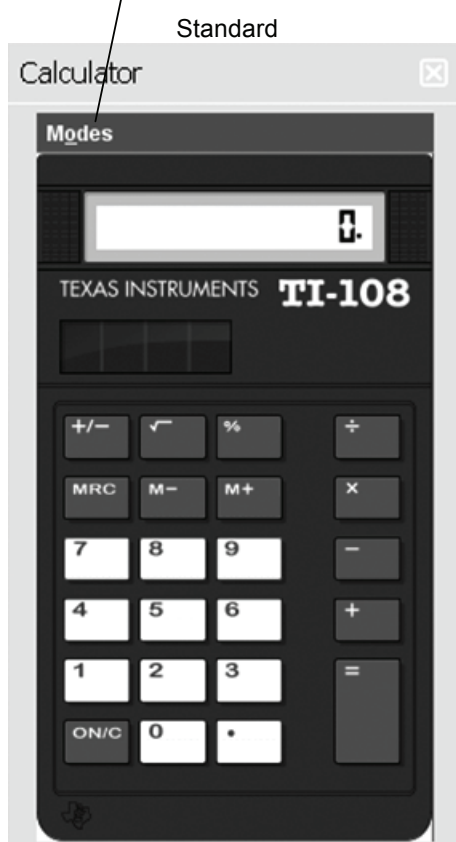 Standard
Calculator
Modes
0.
TEXAS INSTRUMENTS TI-108
+/− √ % ÷
MRC M− M+ ×
7 8 9 −
4 5 6 +
1 2 3 =
ON/C 0 •